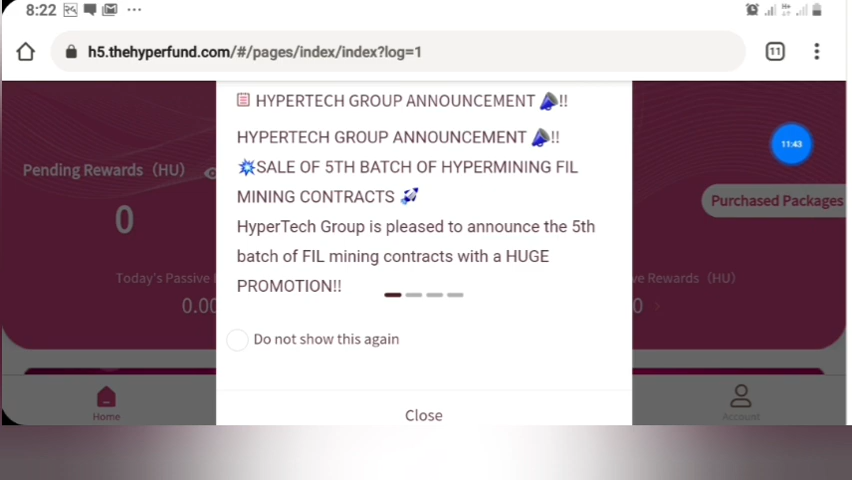 8:22
11
h5.thehyperfund.com/#/pages/index/index?log=1
HYPERTECH GROUP ANNOUNCEMENT 📣!!
HYPERTECH GROUP ANNOUNCEMENT 📣!!
💥SALE OF 5TH BATCH OF HYPERMINING FIL
MINING CONTRACTS 🚀
HyperTech Group is pleased to announce the 5th
batch of FIL mining contracts with a HUGE
PROMOTION!!
Do not show this again
Close
Pending Rewards（HU）
0
Today's Passive
0.00
11:43
Purchased Packages
Rewards（HU）
0
Home
Account